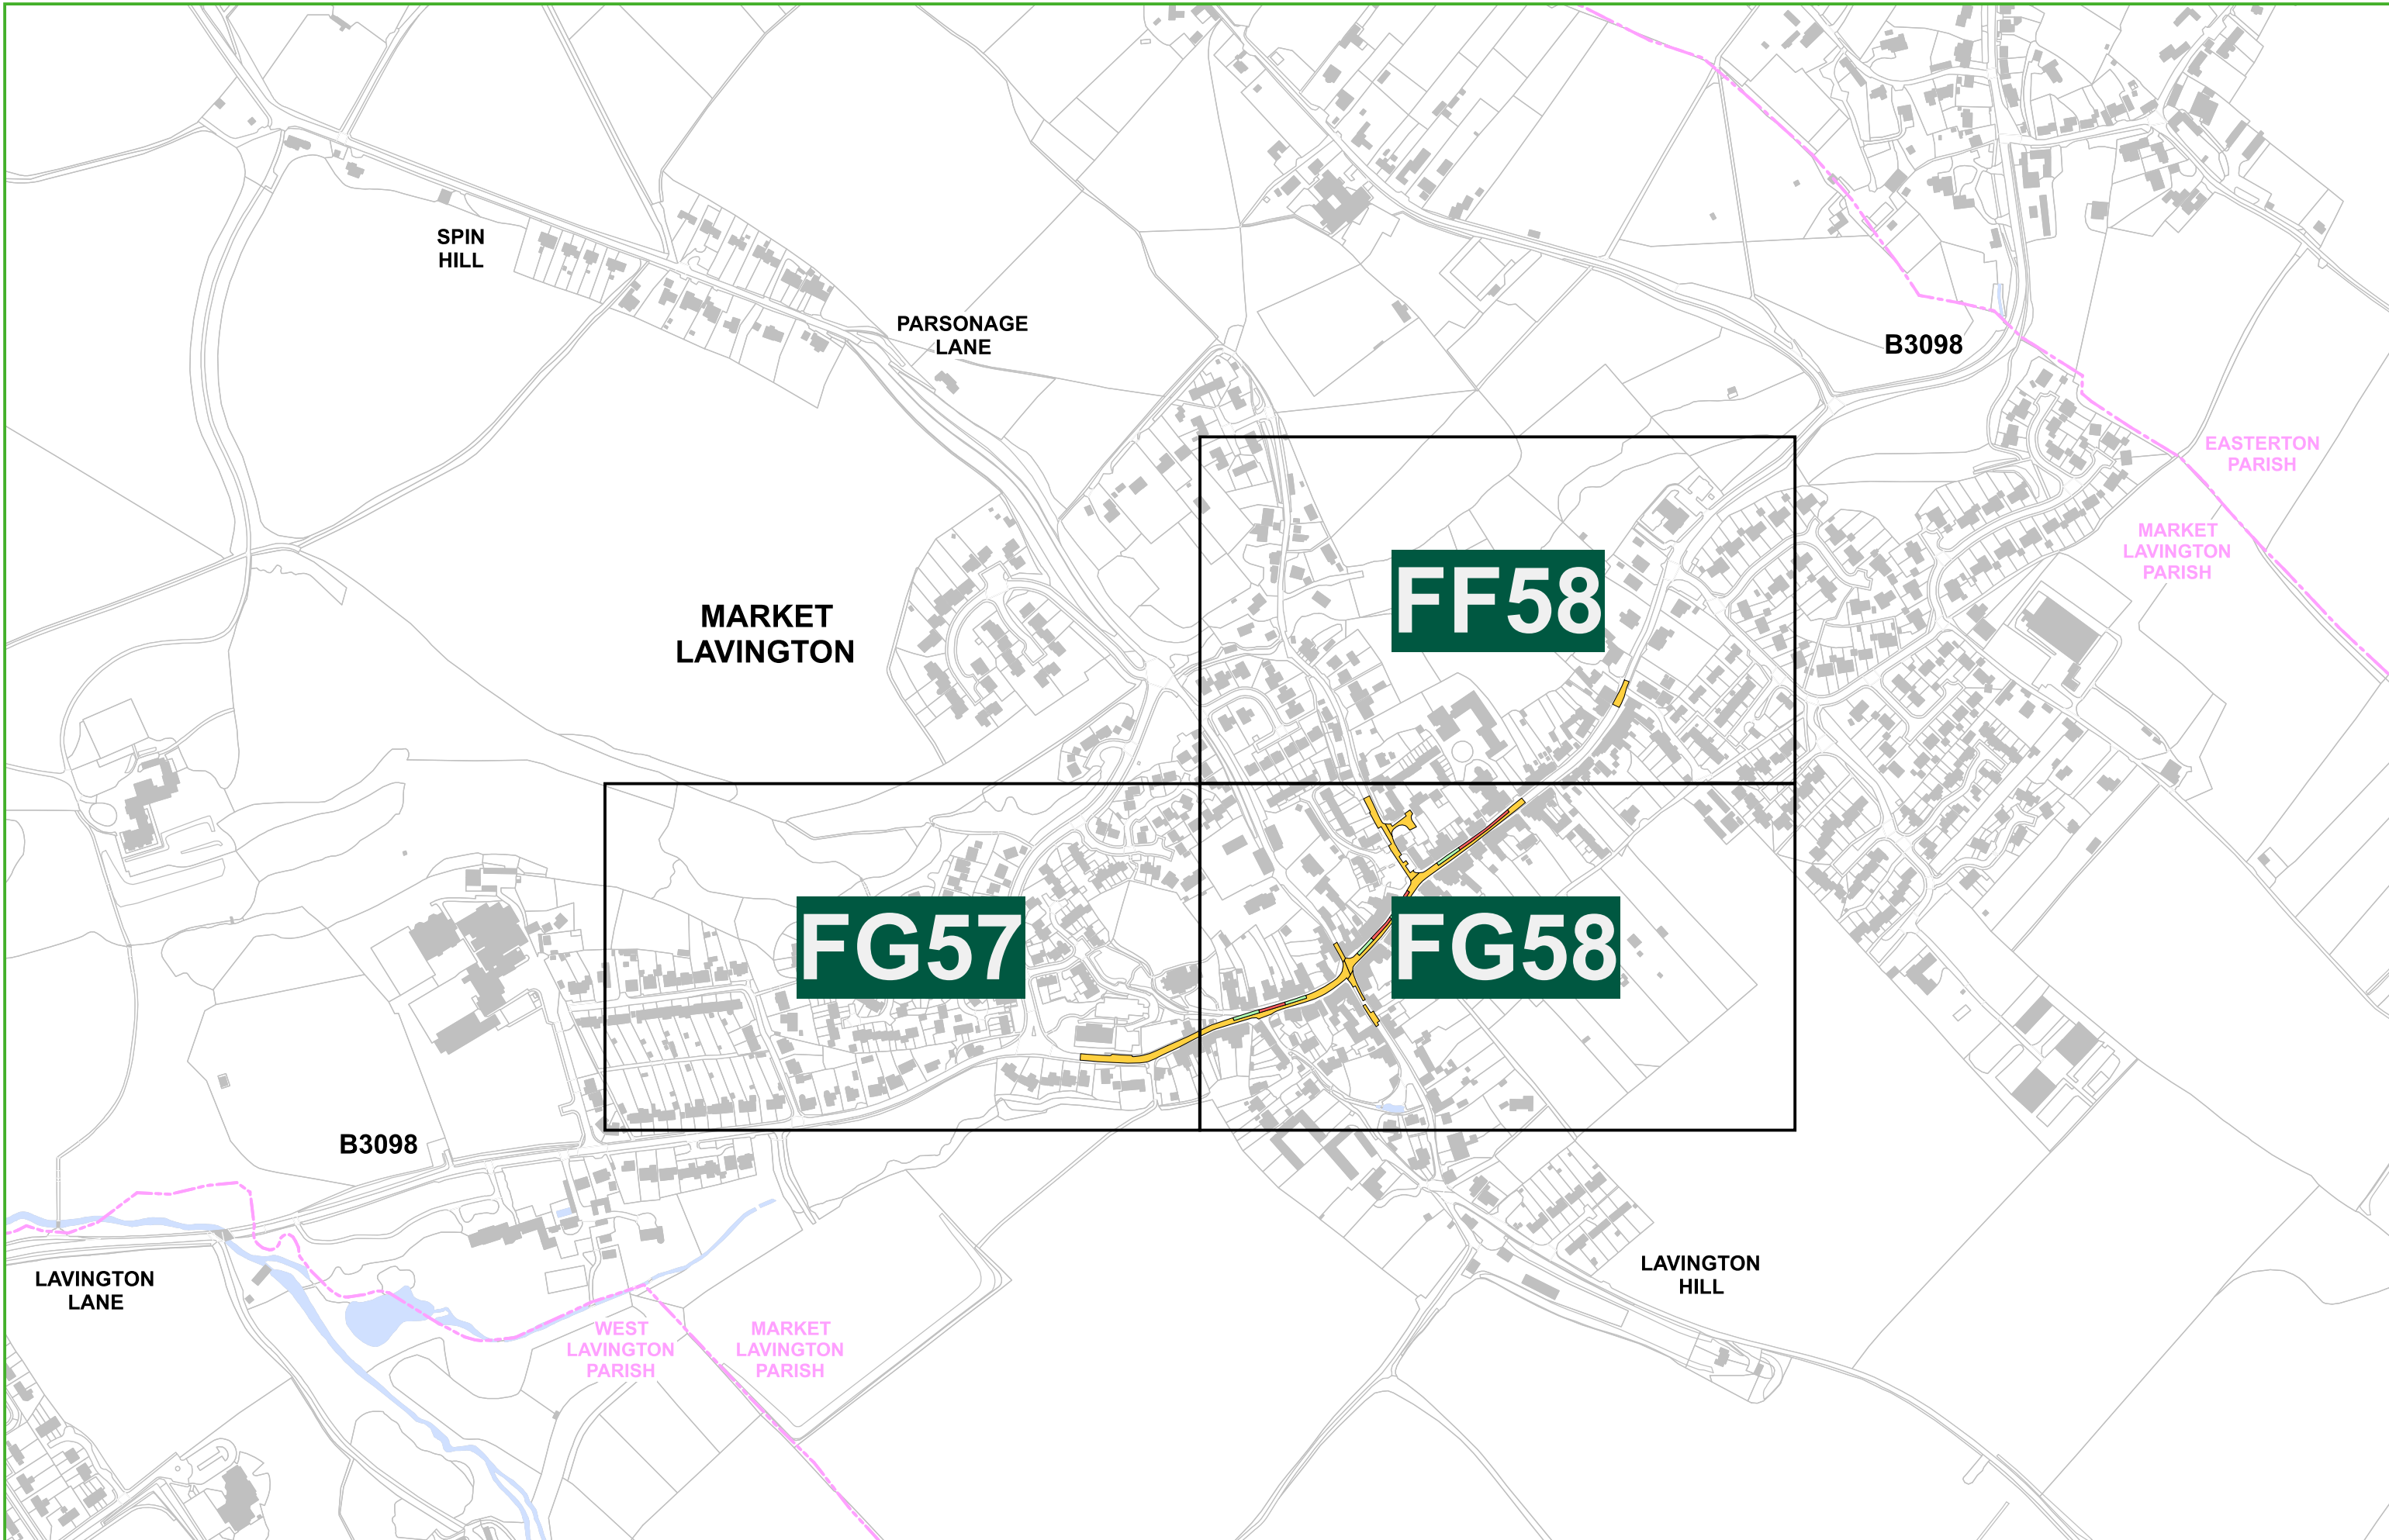 SPIN
HILL
PARSONAGE
LANE
B3098
EASTERTON
PARISH
MARKET
LAVINGTON
PARISH
FF58
MARKET
LAVINGTON
FG57
FG58
B3098
LAVINGTON
LANE
LAVINGTON
HILL
WEST
LAVINGTON
PARISH
MARKET
LAVINGTON
PARISH